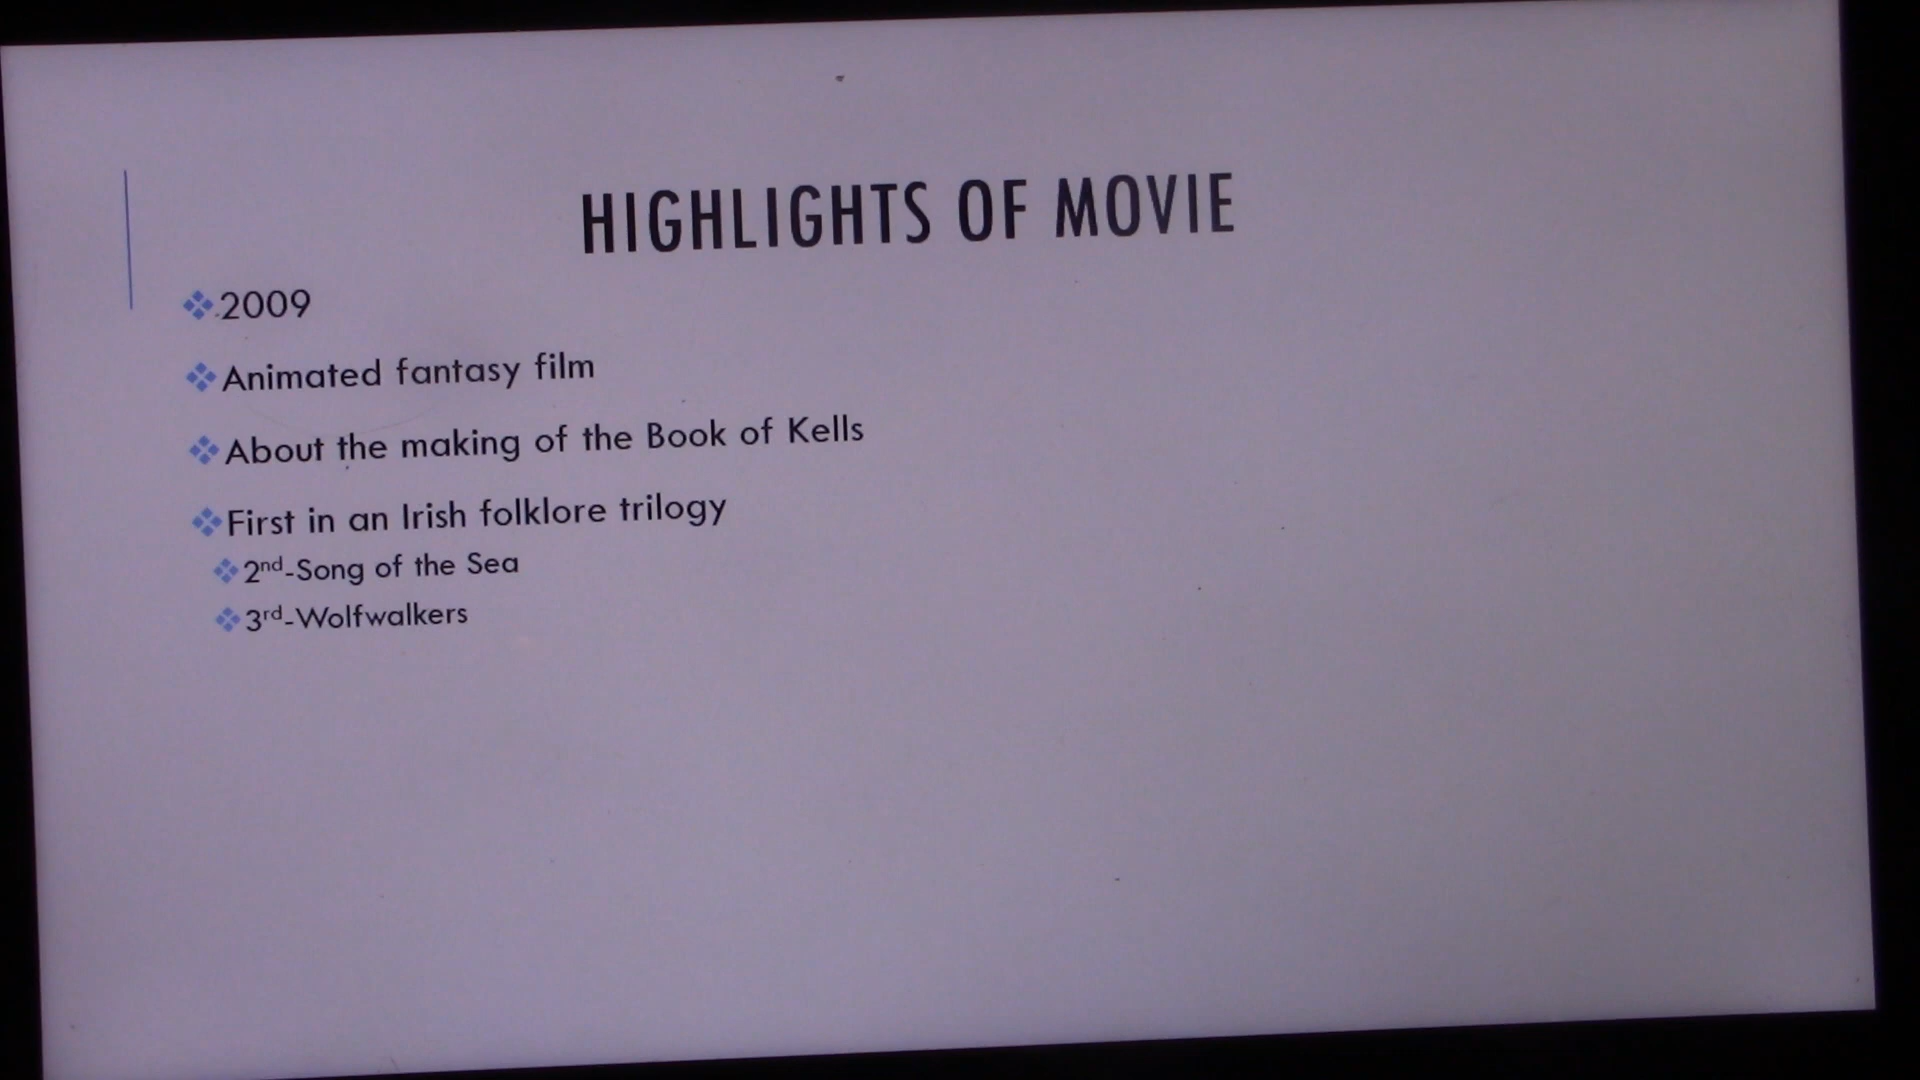 HIGHLIGHTS OF MOVIE
2009
Animated fantasy film
About the making of the Book of Kells
First in an Irish folklore trilogy
2nd-Song of the Sea
3rd-Wolfwalkers